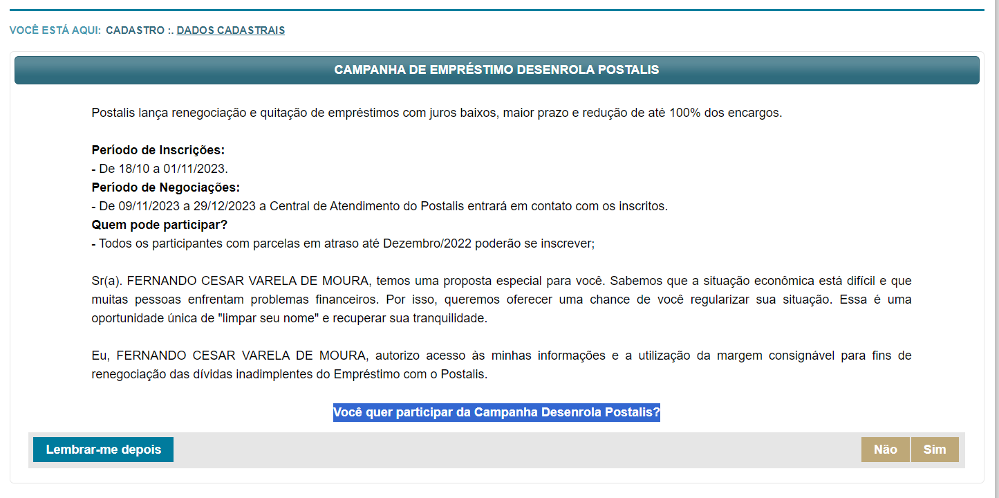 VOCÊ ESTÁ AQUI: CADASTRO :. DADOS CADASTRAIS
CAMPANHA DE EMPRÉSTIMO DESENROLA POSTALIS
Postalis lança renegociação e quitação de empréstimos com juros baixos, maior prazo e redução de até 100% dos encargos.
Período de Inscrições:
- De 18/10 a 01/11/2023.
Período de Negociações:
- De 09/11/2023 a 29/12/2023 a Central de Atendimento do Postalis entrará em contato com os inscritos.
Quem pode participar?
- Todos os participantes com parcelas em atraso até Dezembro/2022 poderão se inscrever;
Sr(a). FERNANDO CESAR VARELA DE MOURA, temos uma proposta especial para você. Sabemos que a situação econômica está difícil e que
muitas pessoas enfrentam problemas financeiros. Por isso, queremos oferecer uma chance de você regularizar sua situação. Essa é uma
oportunidade única de "limpar seu nome" e recuperar sua tranquilidade.
Eu, FERNANDO CESAR VARELA DE MOURA, autorizo acesso às minhas informações e a utilização da margem consignável para fins de
renegociação das dívidas inadimplentes do Empréstimo com o Postalis.
Você quer participar da Campanha Desenrola Postalis?
Lembrar-me depois Não Sim